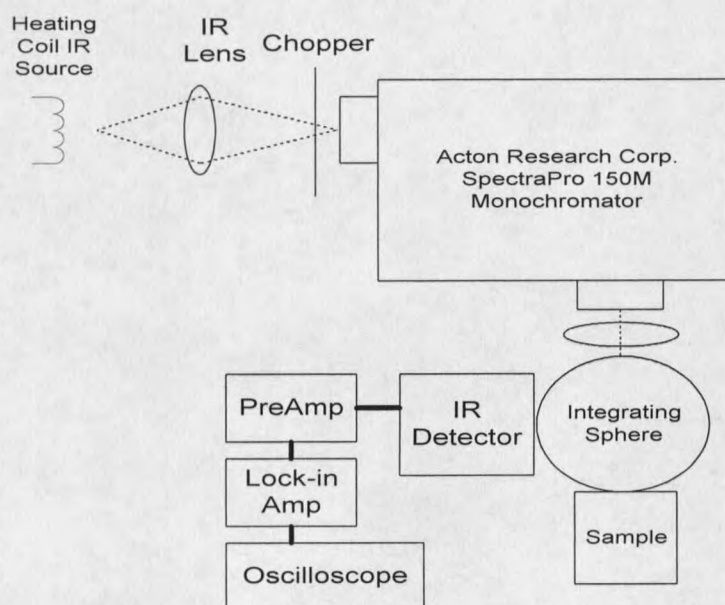 Heating
Coil IR
Source
IR
Lens
Chopper
Acton Research Corp.
SpectraPro 150M
Monochromator
PreAmp
IR
Detector
Integrating
Sphere
Lock-in
Amp
Sample
Oscilloscope